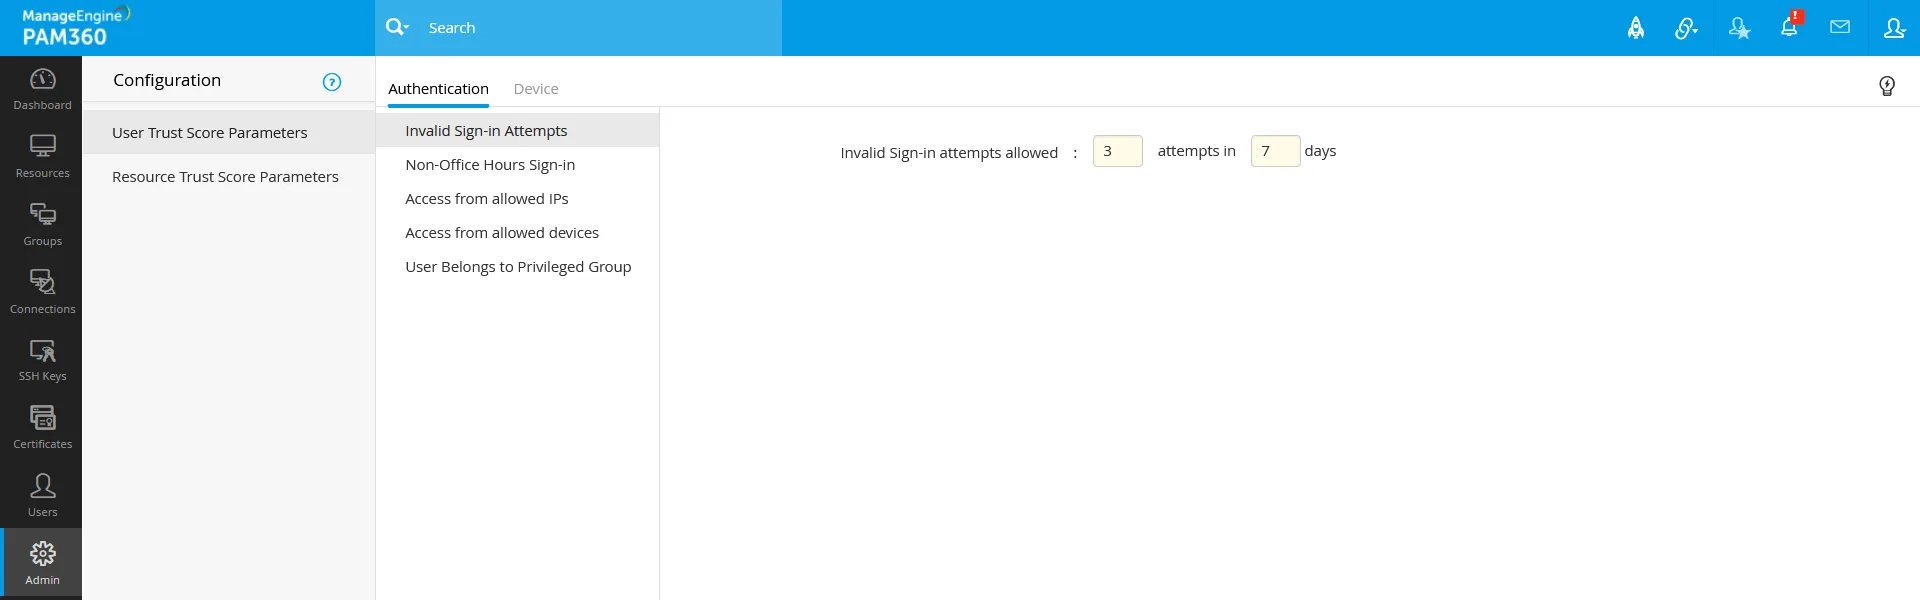 ManageEngine
PAM360
Search
!
Dashboard
Resources
Groups
Connections
SSH Keys
Certificates
Users
Admin
Configuration ?
User Trust Score Parameters
Resource Trust Score Parameters
Authentication Device
Invalid Sign-in Attempts
Non-Office Hours Sign-in
Access from allowed IPs
Access from allowed devices
User Belongs to Privileged Group
Invalid Sign-in attempts allowed : 3 attempts in 7 days